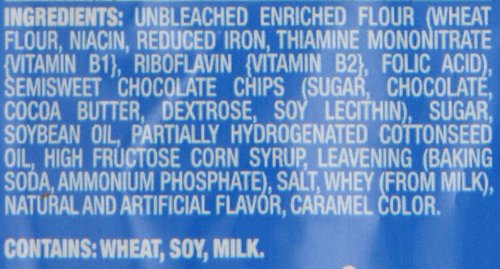 INGREDIENTS: UNBLEACHED ENRICHED FLOUR (WHEAT
FLOUR, NIACIN, REDUCED IRON, THIAMINE MONONITRATE
{VITAMIN B1}, RIBOFLAVIN {VITAMIN B2}, FOLIC ACID),
SEMISWEET CHOCOLATE CHIPS (SUGAR, CHOCOLATE,
COCOA BUTTER, DEXTROSE, SOY LECITHIN), SUGAR,
SOYBEAN OIL, PARTIALLY HYDROGENATED COTTONSEED
OIL, HIGH FRUCTOSE CORN SYRUP, LEAVENING (BAKING
SODA, AMMONIUM PHOSPHATE), SALT, WHEY (FROM MILK),
NATURAL AND ARTIFICIAL FLAVOR, CARAMEL COLOR.
CONTAINS: WHEAT, SOY, MILK.